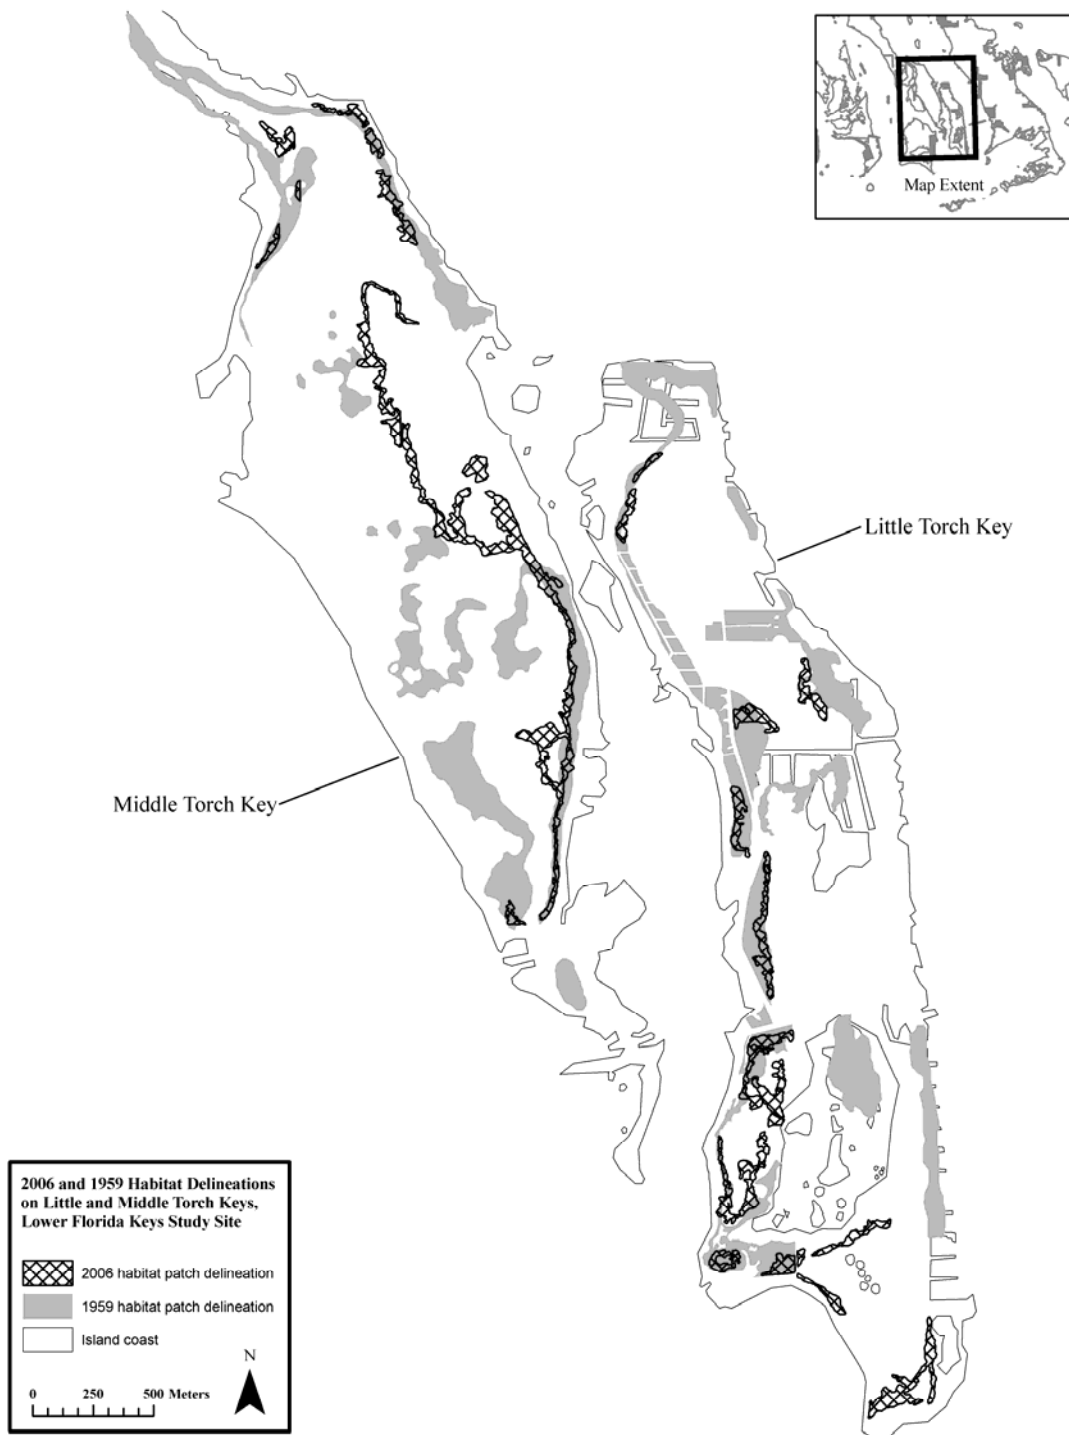 Map Extent
Little Torch Key
Middle Torch Key
2006 and 1959 Habitat Delineations
on Little and Middle Torch Keys,
Lower Florida Keys Study Site
2006 habitat patch delineation
1959 habitat patch delineation
Island coast
N
0 250 500 Meters